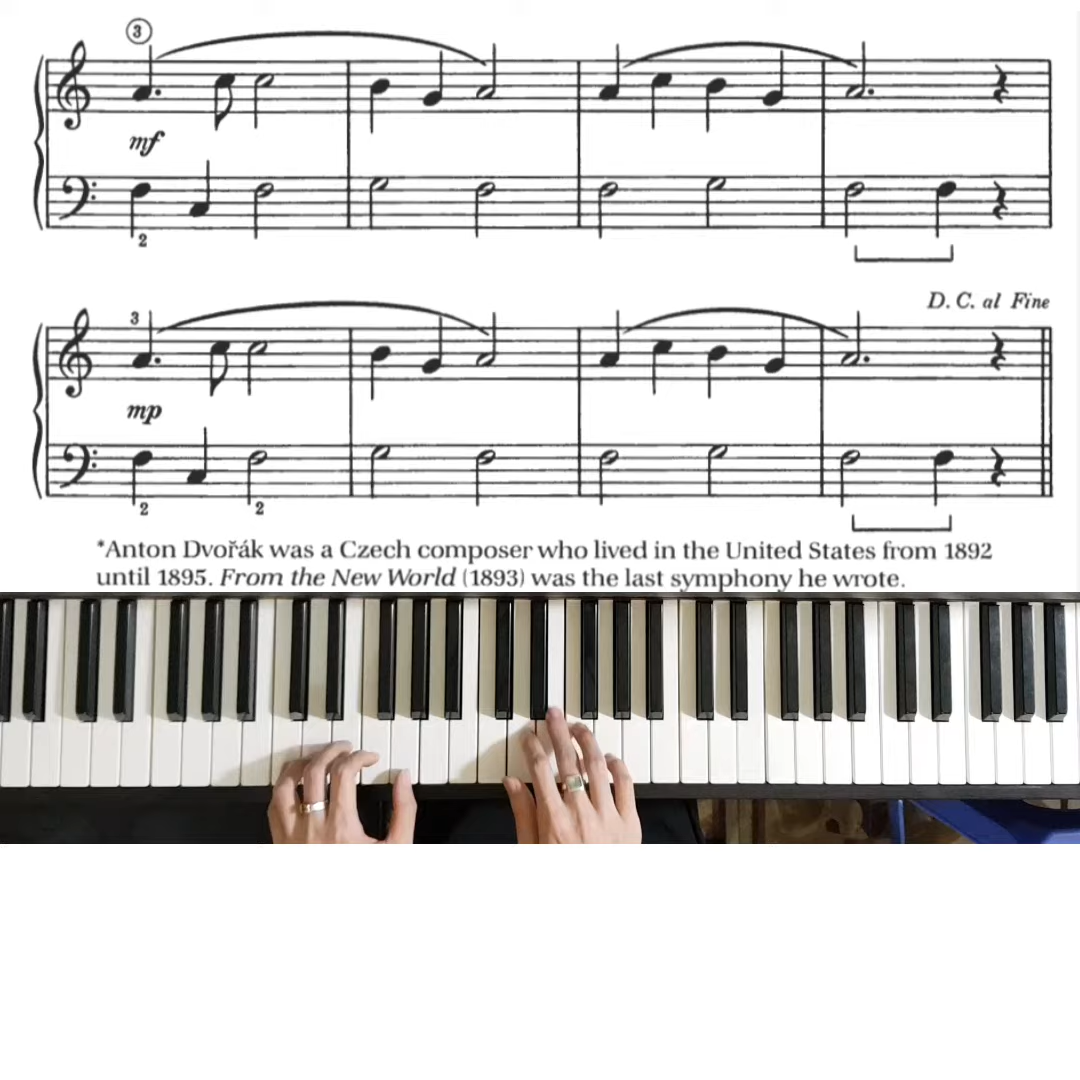 3
mf
2
D. C. al Fine
3
mp
2 2
*Anton Dvořák was a Czech composer who lived in the United States from 1892
until 1895. From the New World (1893) was the last symphony he wrote.